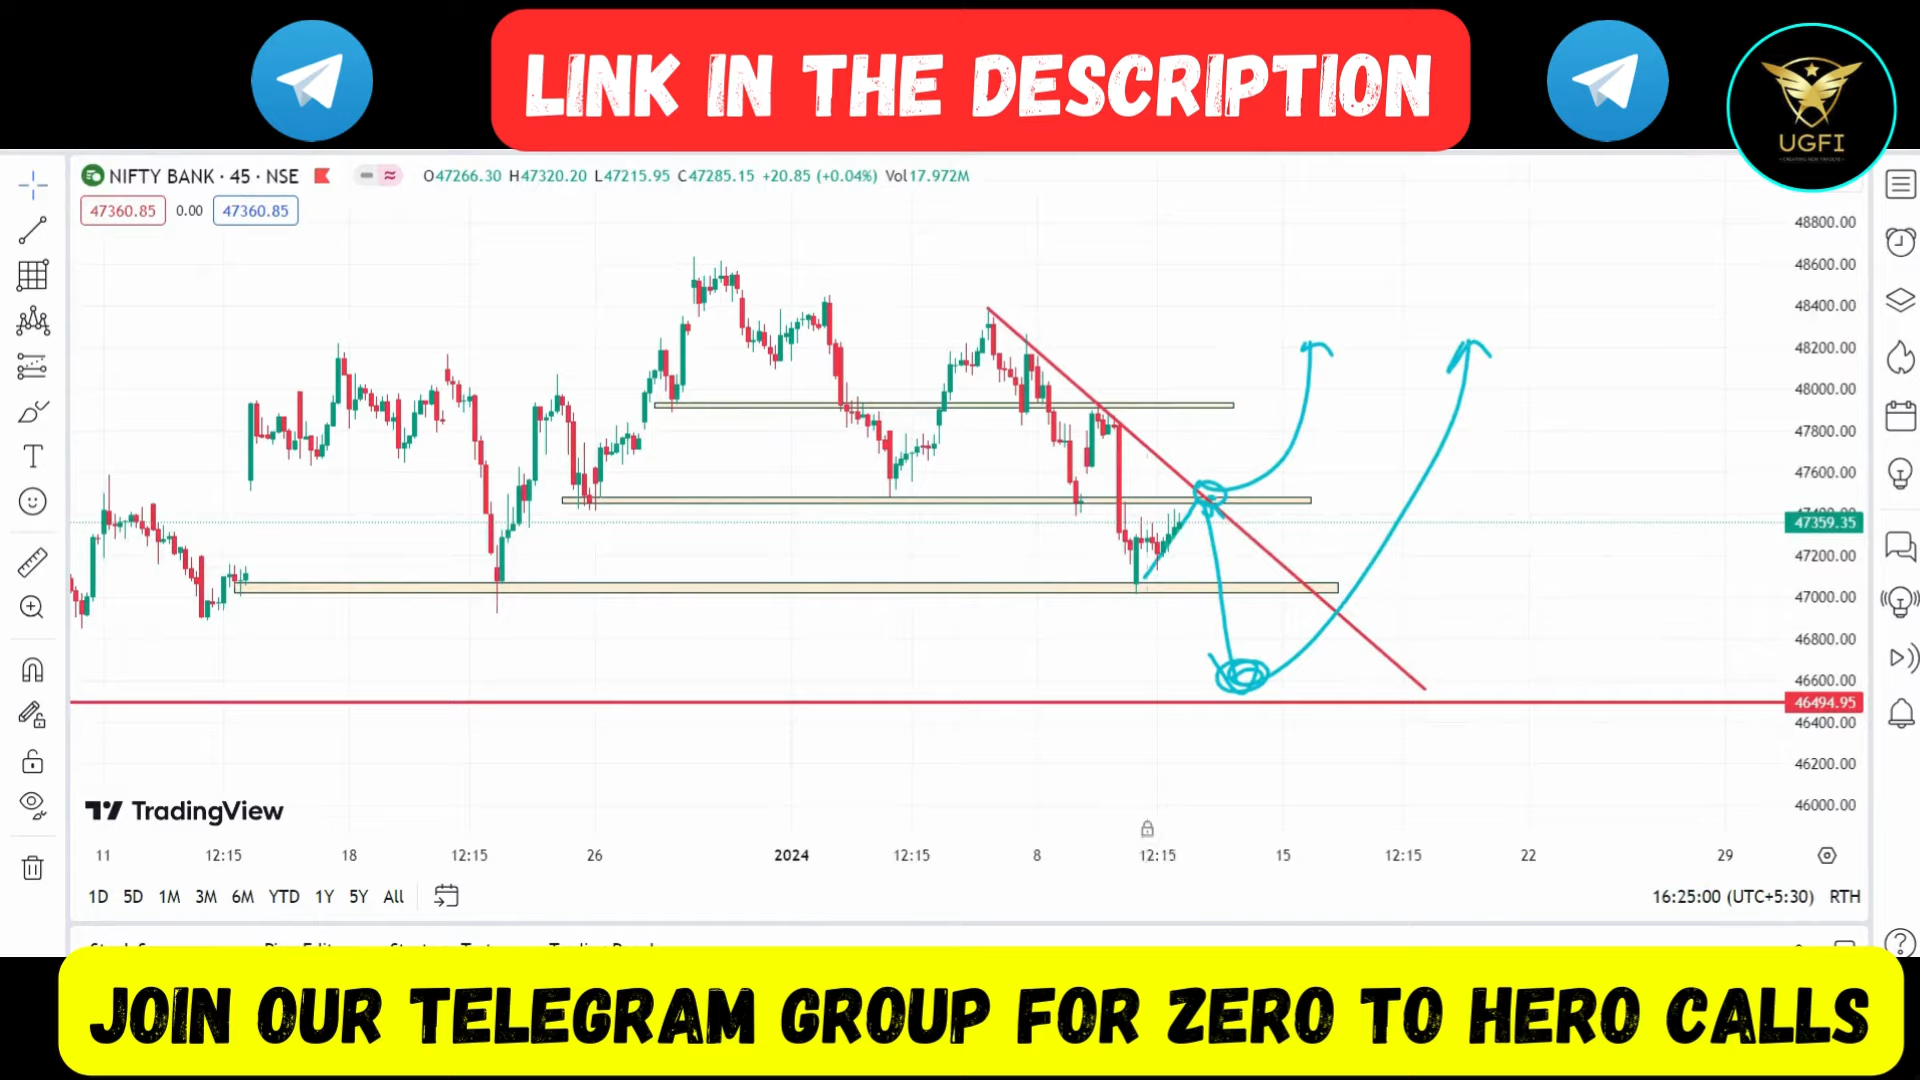 LINK IN THE DESCRIPTION
UGFI
NIFTY BANK · 45 · NSE
O47266.30 H47320.20 L47215.95 C47285.15 +20.85 (+0.04%) Vol17.972M
47360.85 0.00 47360.85
48800.00
48600.00
48400.00
48200.00
48000.00
47800.00
47600.00
47359.35
47200.00
47000.00
46800.00
46600.00
46494.95
46400.00
46200.00
46000.00
TradingView
11 12:15 18 12:15 26 2024 12:15 8 12:15 15 12:15 22 29
1D 5D 1M 3M 6M YTD 1Y 5Y All
16:25:00 (UTC+5:30) RTH
JOIN OUR TELEGRAM GROUP FOR ZERO TO HERO CALLS